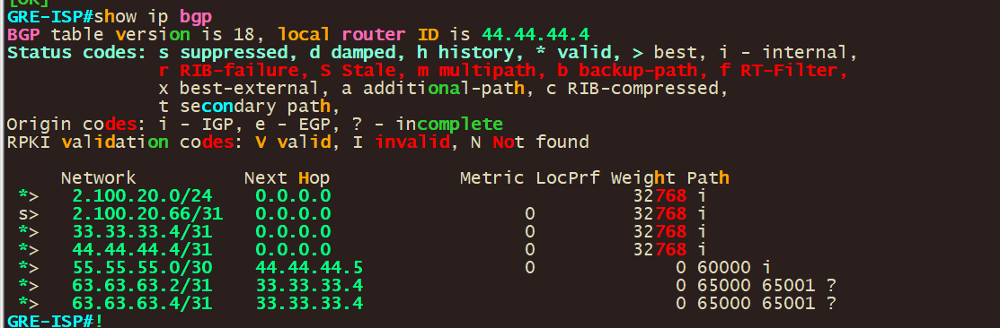 [OK]
GRE-ISP#show ip bgp
BGP table version is 18, local router ID is 44.44.44.4
Status codes: s suppressed, d damped, h history, * valid, > best, i - internal,
              r RIB-failure, S Stale, m multipath, b backup-path, f RT-Filter,
              x best-external, a additional-path, c RIB-compressed,
              t secondary path,
Origin codes: i - IGP, e - EGP, ? - incomplete
RPKI validation codes: V valid, I invalid, N Not found

     Network          Next Hop            Metric LocPrf Weight Path
 *>   2.100.20.0/24    0.0.0.0                            32768 i
 s>   2.100.20.66/31   0.0.0.0                  0         32768 i
 *>   33.33.33.4/31    0.0.0.0                  0         32768 i
 *>   44.44.44.4/31    0.0.0.0                  0         32768 i
 *>   55.55.55.0/30    44.44.44.5               0             0 60000 i
 *>   63.63.63.2/31    33.33.33.4                             0 65000 65001 ?
 *>   63.63.63.4/31    33.33.33.4                             0 65000 65001 ?
GRE-ISP#!